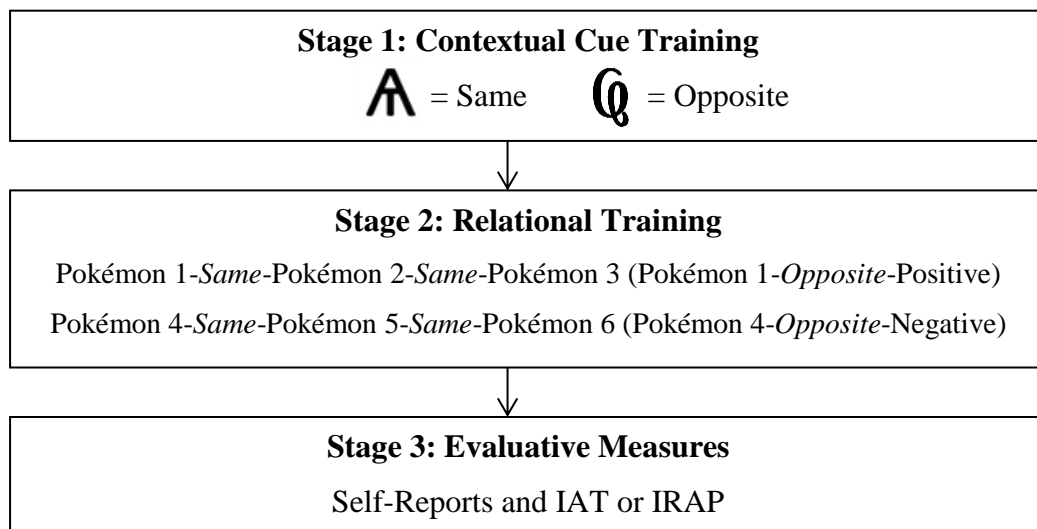 Stage 1: Contextual Cue Training
= Same = Opposite
Stage 2: Relational Training
Pokémon 1-Same-Pokémon 2-Same-Pokémon 3 (Pokémon 1-Opposite-Positive)
Pokémon 4-Same-Pokémon 5-Same-Pokémon 6 (Pokémon 4-Opposite-Negative)
Stage 3: Evaluative Measures
Self-Reports and IAT or IRAP